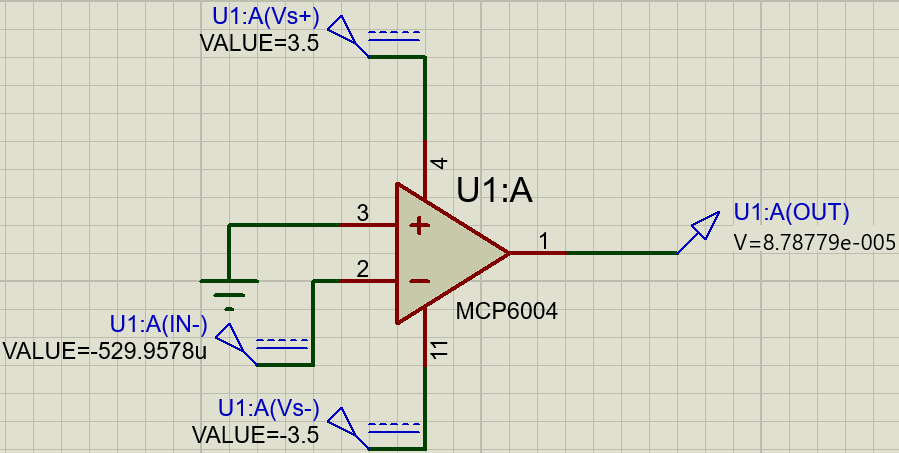 U1:A(Vs+)
VALUE=3.5
4
U1:A
3
+
1
U1:A(OUT)
V=8.78779e-005
2
−
MCP6004
U1:A(IN-)
VALUE=-529.9578u
11
U1:A(Vs-)
VALUE=-3.5